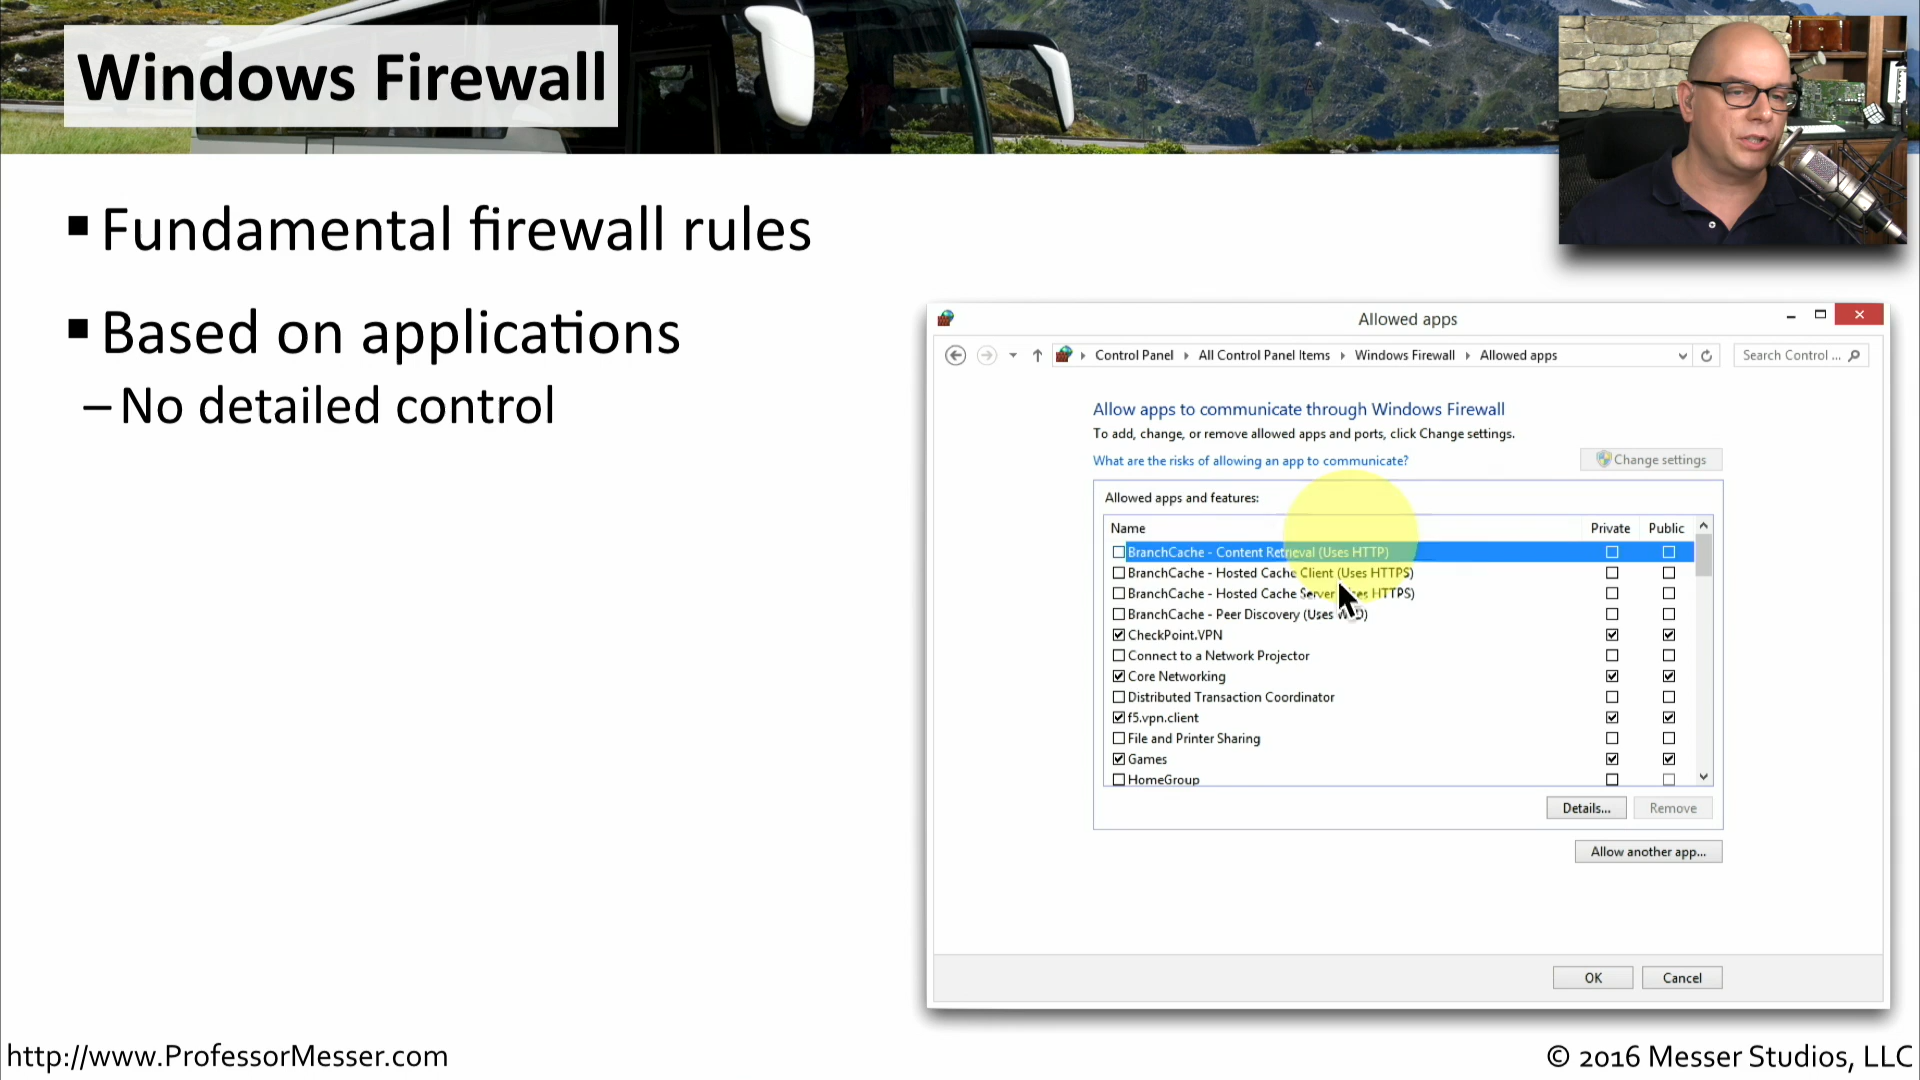 Windows Firewall
Fundamental firewall rules
Based on applications
– No detailed control
Allowed apps
Control Panel
All Control Panel Items
Windows Firewall
Allowed apps
Search Control ...
Allow apps to communicate through Windows Firewall
To add, change, or remove allowed apps and ports, click Change settings.
What are the risks of allowing an app to communicate?
Change settings
Allowed apps and features:
Name Private Public
BranchCache - Content Retrieval (Uses HTTP)
BranchCache - Hosted Cache Client (Uses HTTPS)
BranchCache - Hosted Cache Server HTTPS)
BranchCache - Peer Discovery (Uses
CheckPoint.VPN
Connect to a Network Projector
Core Networking
Distributed Transaction Coordinator
f5.vpn.client
File and Printer Sharing
Games
HomeGroup
Details... Remove
Allow another app...
OK Cancel
http://www.ProfessorMesser.com
© 2016 Messer Studios, LLC